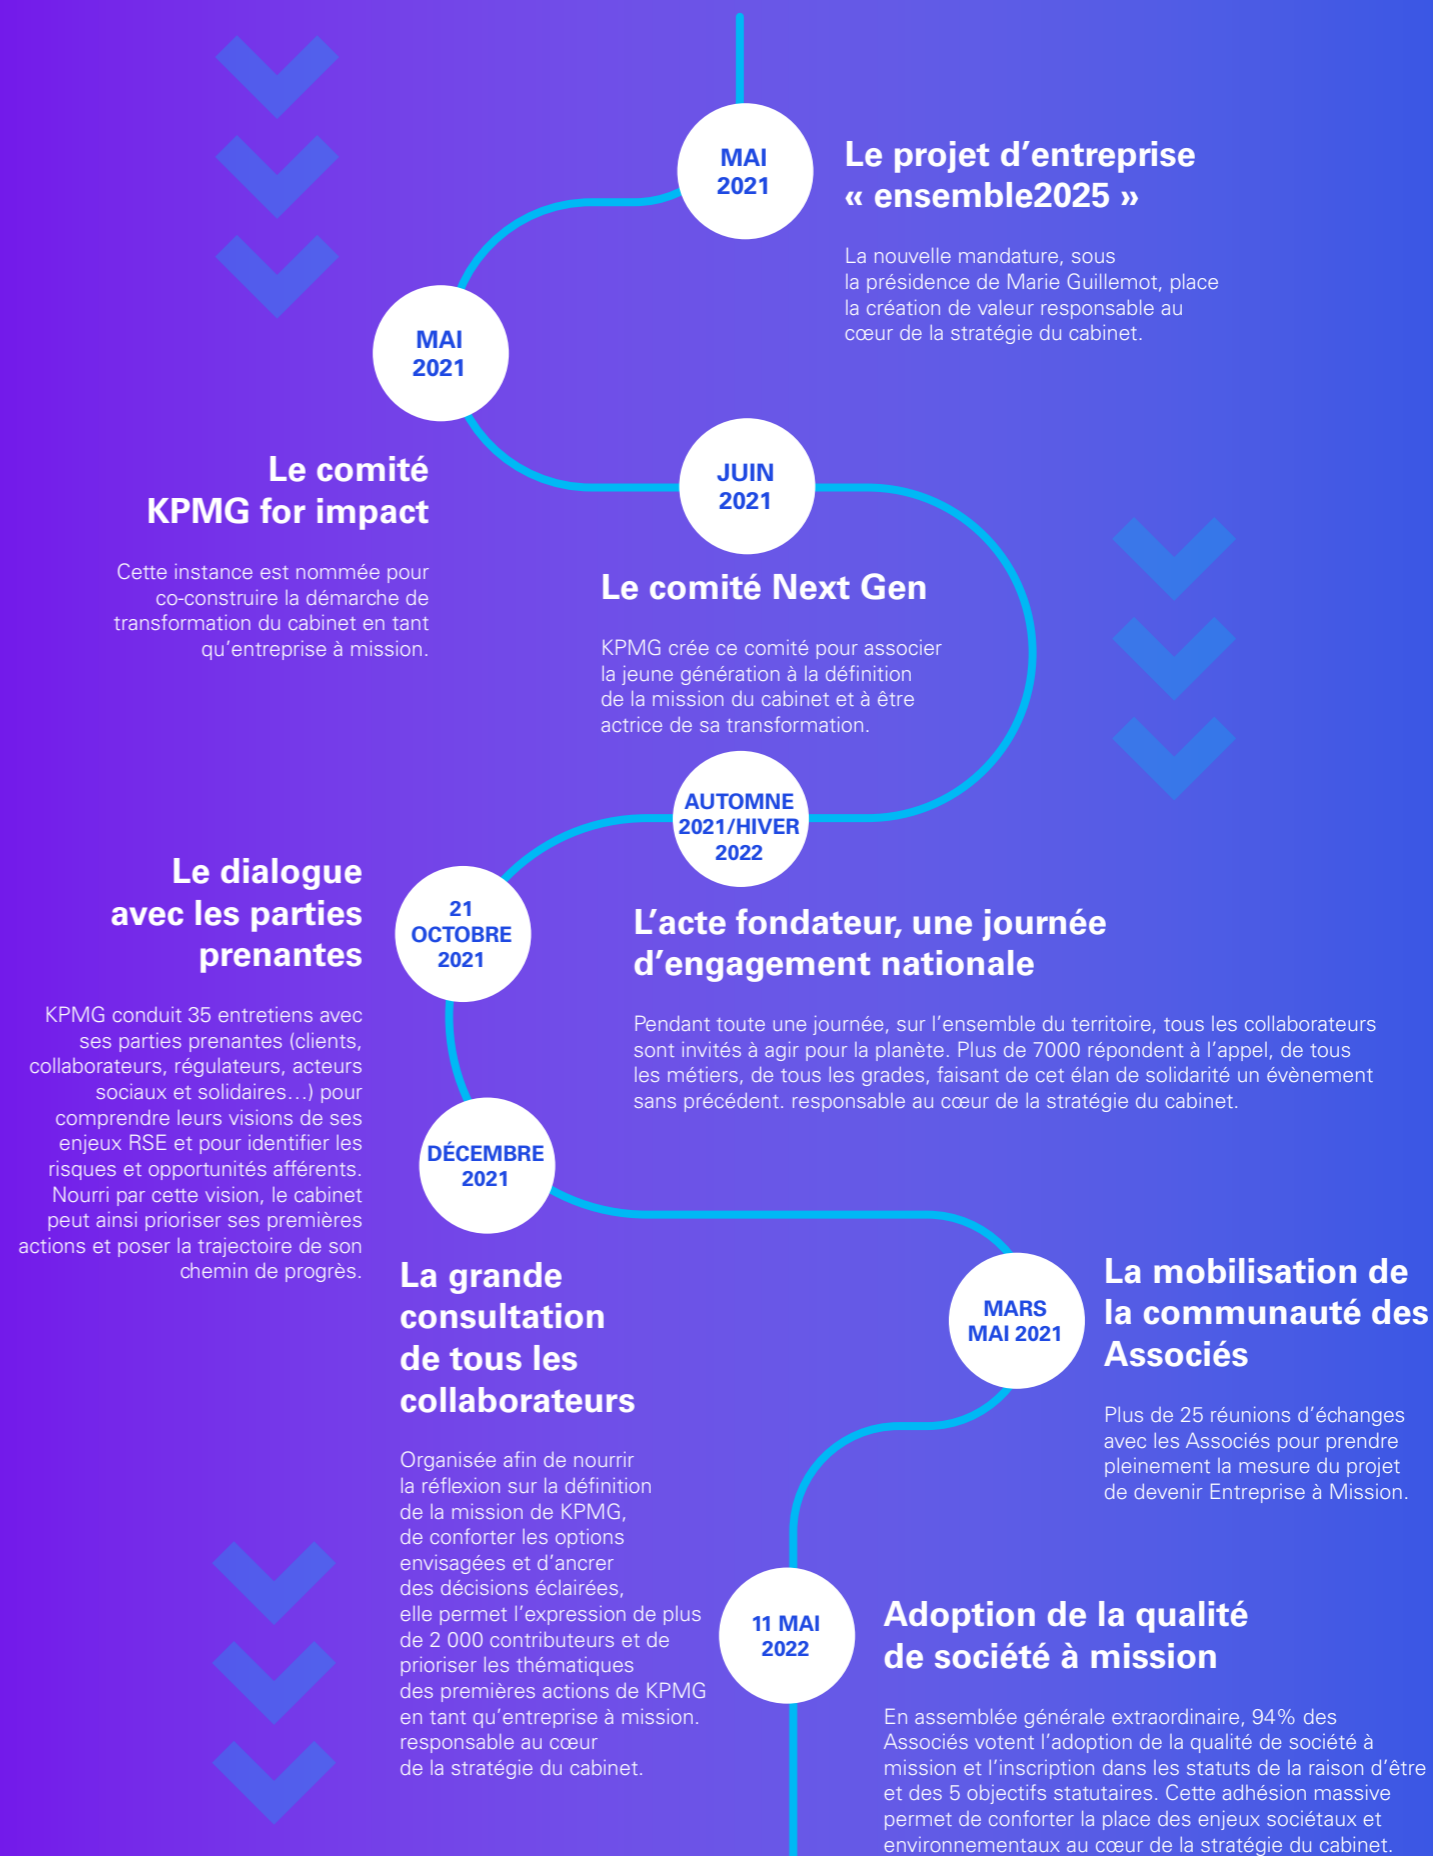 MAI
2021
Le projet d’entreprise
« ensemble2025 »
La nouvelle mandature, sous
la présidence de Marie Guillemot, place
la création de valeur responsable au
cœur de la stratégie du cabinet.
MAI
2021
Le comité
KPMG for impact
Cette instance est nommée pour
co-construire la démarche de
transformation du cabinet en tant
qu’entreprise à mission.
JUIN
2021
Le comité Next Gen
KPMG crée ce comité pour associer
la jeune génération à la définition
de la mission du cabinet et à être
actrice de sa transformation.
AUTOMNE
2021/HIVER
2022
Le dialogue
avec les parties
prenantes
KPMG conduit 35 entretiens avec
ses parties prenantes (clients,
collaborateurs, régulateurs, acteurs
sociaux et solidaires…) pour
comprendre leurs visions de ses
enjeux RSE et pour identifier les
risques et opportunités afférents.
Nourri par cette vision, le cabinet
peut ainsi prioriser ses premières
actions et poser la trajectoire de son
chemin de progrès.
21
OCTOBRE
2021
L’acte fondateur, une journée
d’engagement nationale
Pendant toute une journée, sur l’ensemble du territoire, tous les collaborateurs
sont invités à agir pour la planète. Plus de 7000 répondent à l’appel, de tous
les métiers, de tous les grades, faisant de cet élan de solidarité un évènement
sans précédent. responsable au cœur de la stratégie du cabinet.
DÉCEMBRE
2021
La grande
consultation
de tous les
collaborateurs
Organisée afin de nourrir
la réflexion sur la définition
de la mission de KPMG,
de conforter les options
envisagées et d’ancrer
des décisions éclairées,
elle permet l’expression de plus
de 2 000 contributeurs et de
prioriser les thématiques
des premières actions de KPMG
en tant qu’entreprise à mission.
responsable au cœur
de la stratégie du cabinet.
MARS
MAI 2021
La mobilisation de
la communauté des
Associés
Plus de 25 réunions d’échanges
avec les Associés pour prendre
pleinement la mesure du projet
de devenir Entreprise à Mission.
11 MAI
2022
Adoption de la qualité
de société à mission
En assemblée générale extraordinaire, 94% des
Associés votent l’adoption de la qualité de société à
mission et l’inscription dans les statuts de la raison d’être
et des 5 objectifs statutaires. Cette adhésion massive
permet de conforter la place des enjeux sociétaux et
environnementaux au cœur de la stratégie du cabinet.